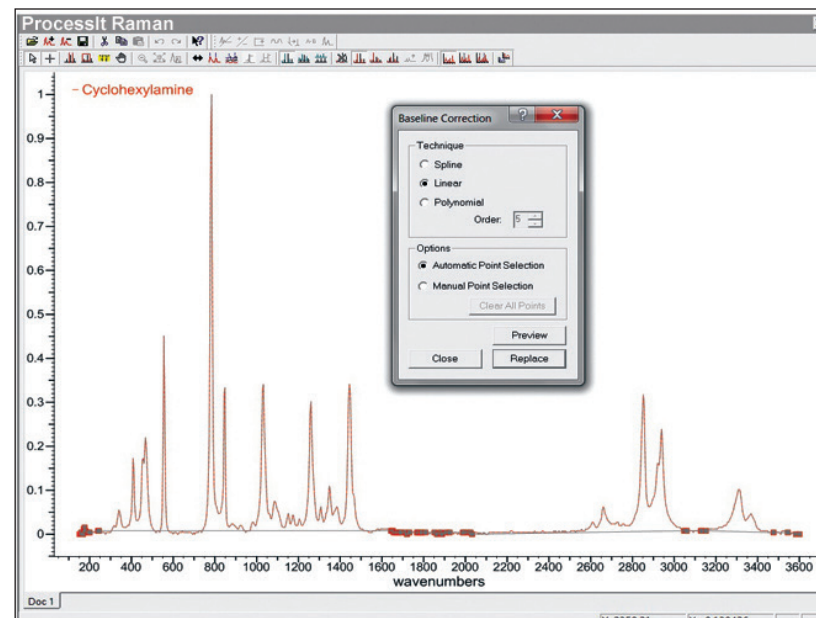 ProcessIt Raman
Cyclohexylamine
Baseline Correction
Technique
Spline
Linear
Polynomial
Order: 5
Options
Automatic Point Selection
Manual Point Selection
Clear All Points
Preview
Close Replace
1
0.9
0.8
0.7
0.6
0.5
0.4
0.3
0.2
0.1
0
200 400 600 800 1000 1200 1400 1600 1800 2000 2200 2400 2600 2800 3000 3200 3400 3600
wavenumbers
Doc 1